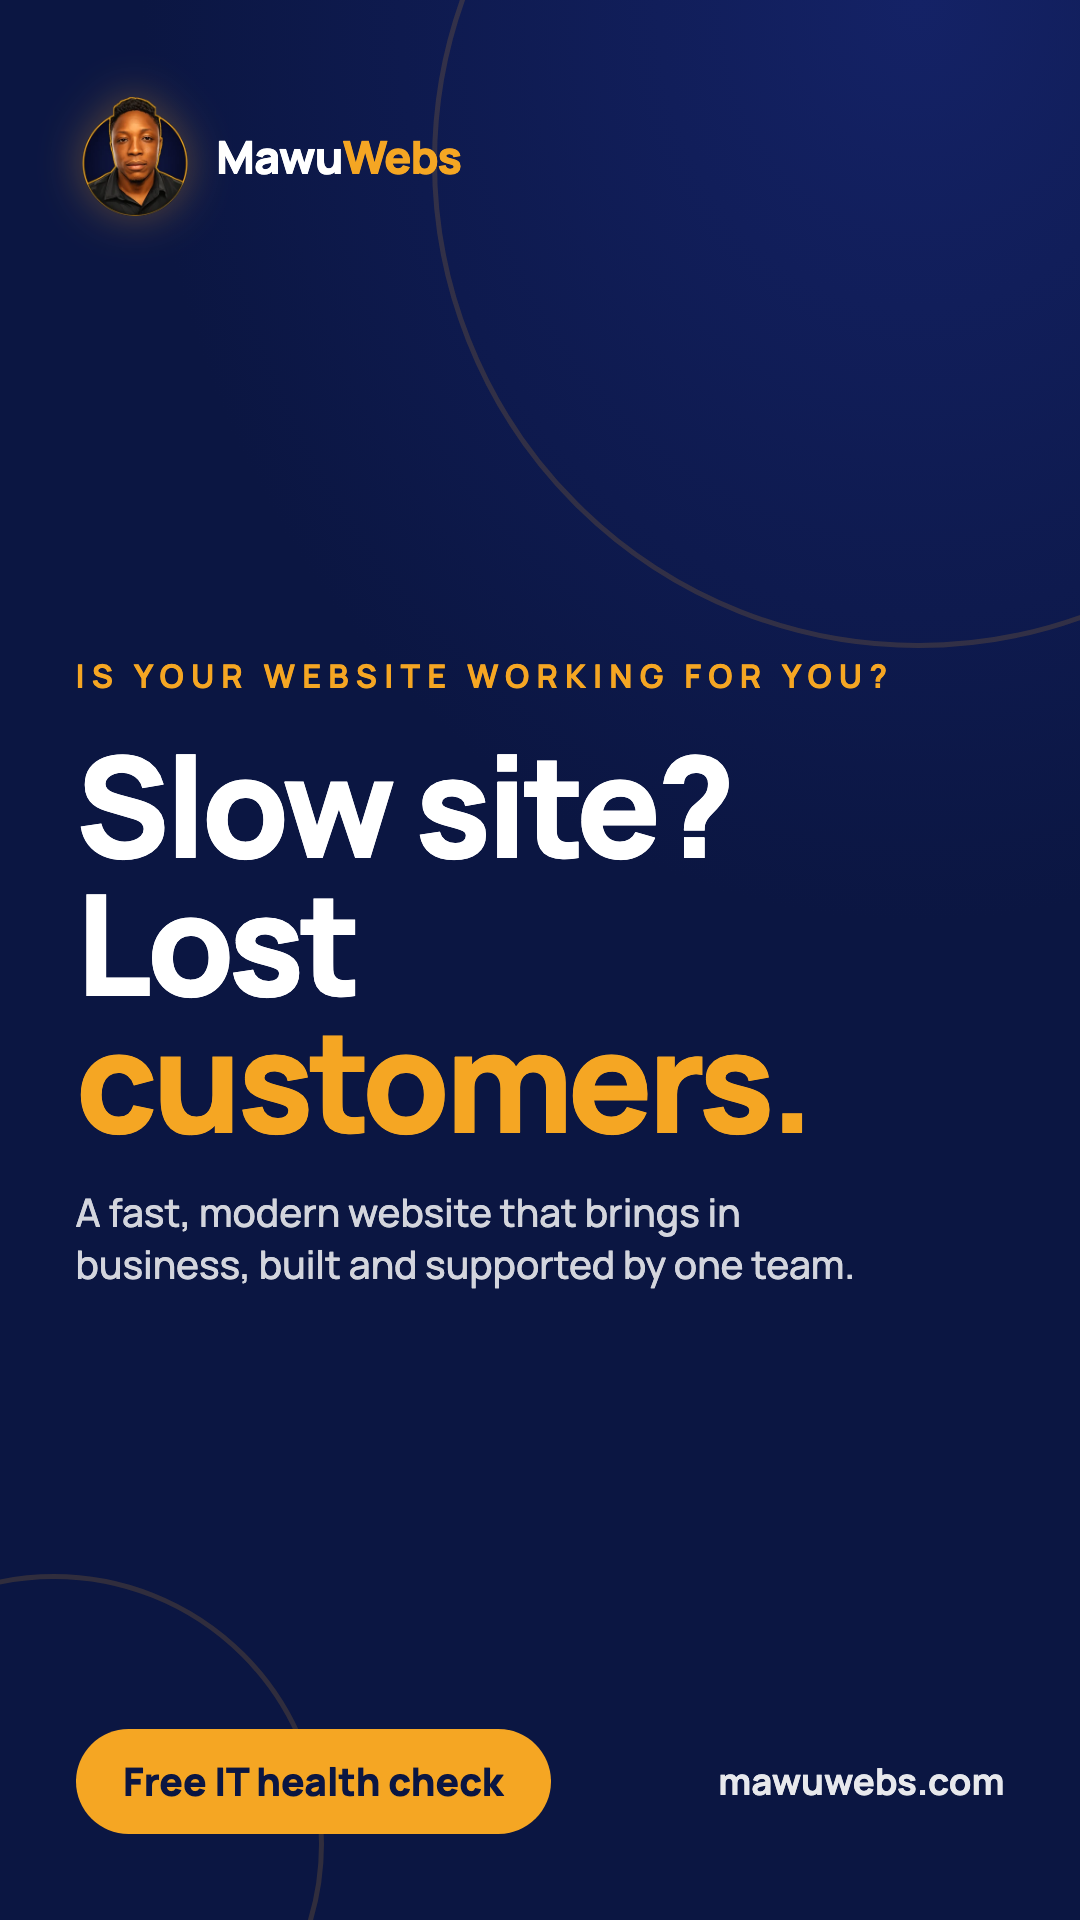 MawuWebs
IS YOUR WEBSITE WORKING FOR YOU?
Slow site?
Lost
customers.
A fast, modern website that brings in
business, built and supported by one team.
Free IT health check
mawuwebs.com